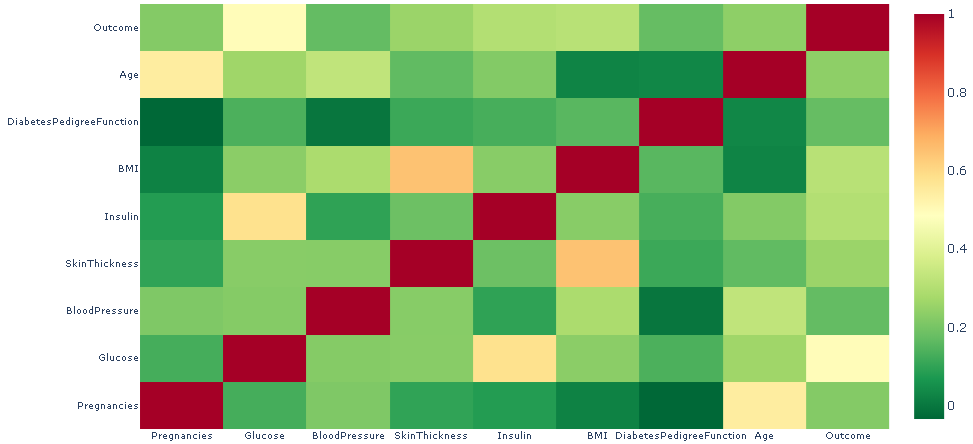 Outcome
Age
DiabetesPedigreeFunction
BMI
Insulin
SkinThickness
BloodPressure
Glucose
Pregnancies
Pregnancies Glucose BloodPressure SkinThickness Insulin BMI DiabetesPedigreeFunction Age Outcome
1
0.8
0.6
0.4
0.2
0